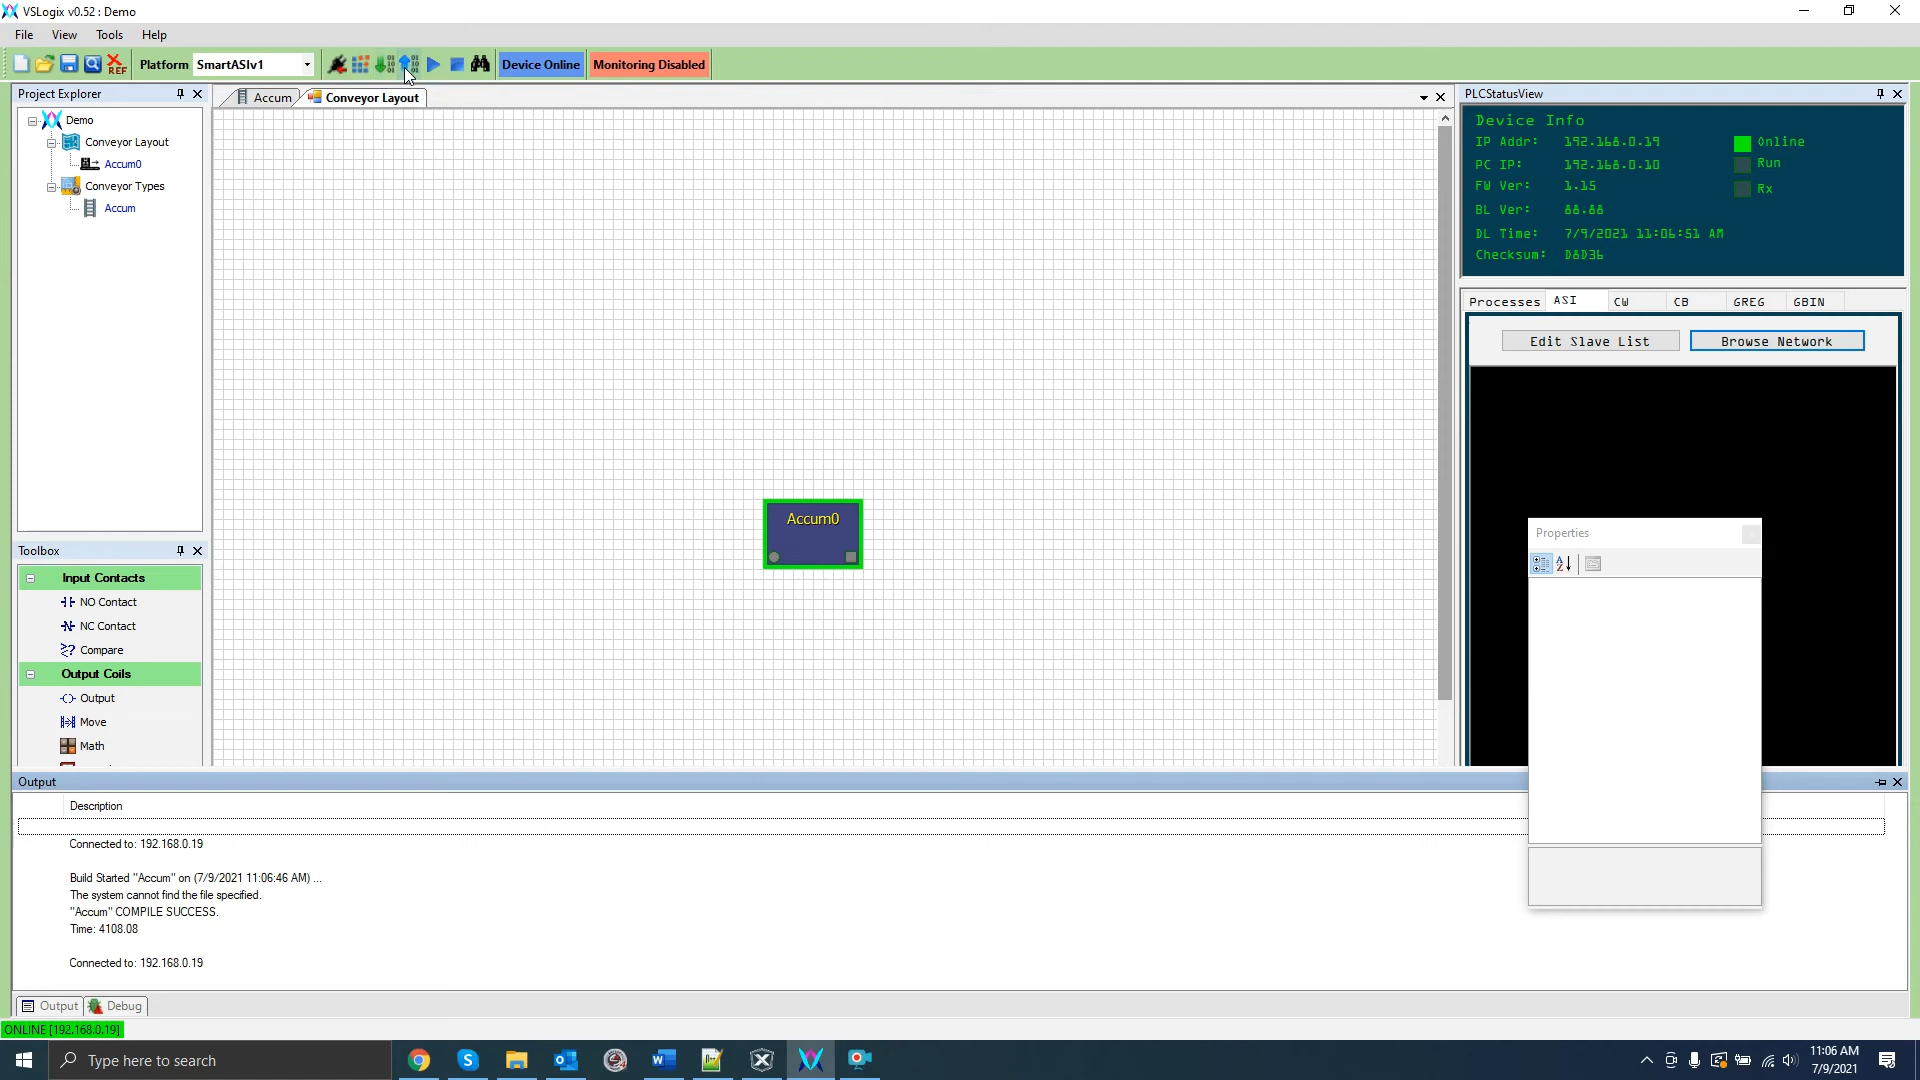 VSLogix v0.52 : Demo
File View Tools Help
REF
Platform SmartASIv1
Device Online Monitoring Disabled
Project Explorer
Demo
Conveyor Layout
Accum0
Conveyor Types
Accum
Accum Conveyor Layout
Accum0
Toolbox
Input Contacts
NO Contact
NC Contact
Compare
Output Coils
Output
Move
Math
PLCStatusView
Device Info
IP Addr: 192.168.0.19 Online
PC IP: 192.168.0.10 Run
FW Ver: 1.15 Rx
BL Ver: 88.88
DL Time: 7/9/2021 11:06:51 AM
Checksum: D8D36
Processes ASI CW CB GREG GBIN
Edit Slave List Browse Network
Properties
Output
Description
Connected to: 192.168.0.19
Build Started "Accum" on (7/9/2021 11:06:46 AM) ...
The system cannot find the file specified.
"Accum" COMPILE SUCCESS.
Time: 4108.08
Connected to: 192.168.0.19
Output Debug
ONLINE [192.168.0.19]
Type here to search
11:06 AM
7/9/2021